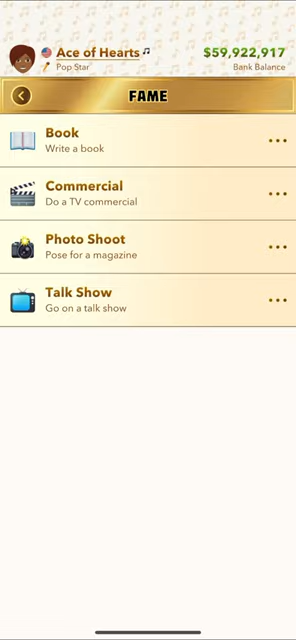 Ace of Hearts
$59,922,917
Pop Star
Bank Balance
FAME
Book
Write a book
Commercial
Do a TV commercial
Photo Shoot
Pose for a magazine
Talk Show
Go on a talk show